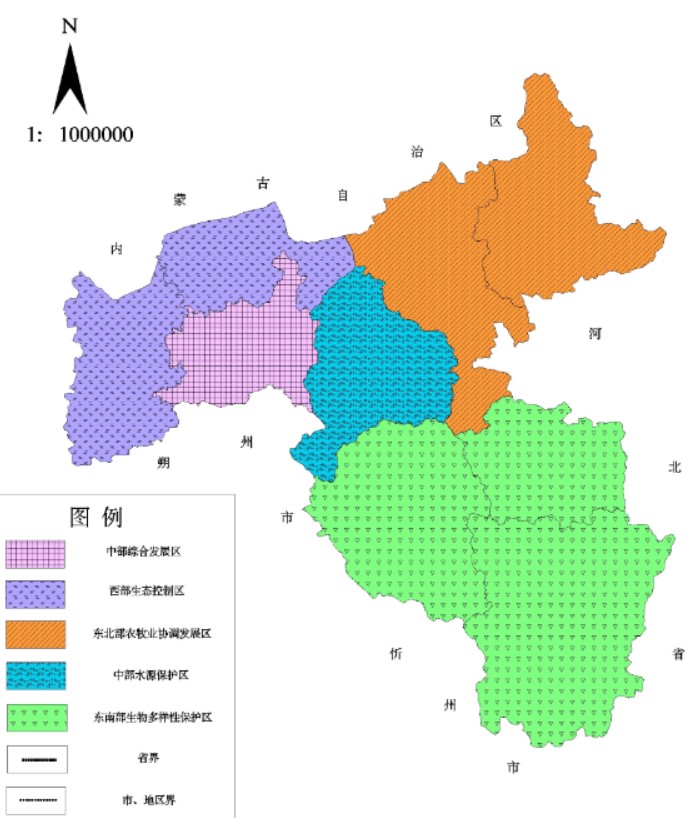 N
1: 1000000
内 蒙 古 自 治 区
河
北
省
朔 州 市
忻 州 市
图 例
中部综合发展区
西部生态控制区
东北部农牧业协调发展区
中部水源保护区
东南部生物多样性保护区
省界
市、地区界